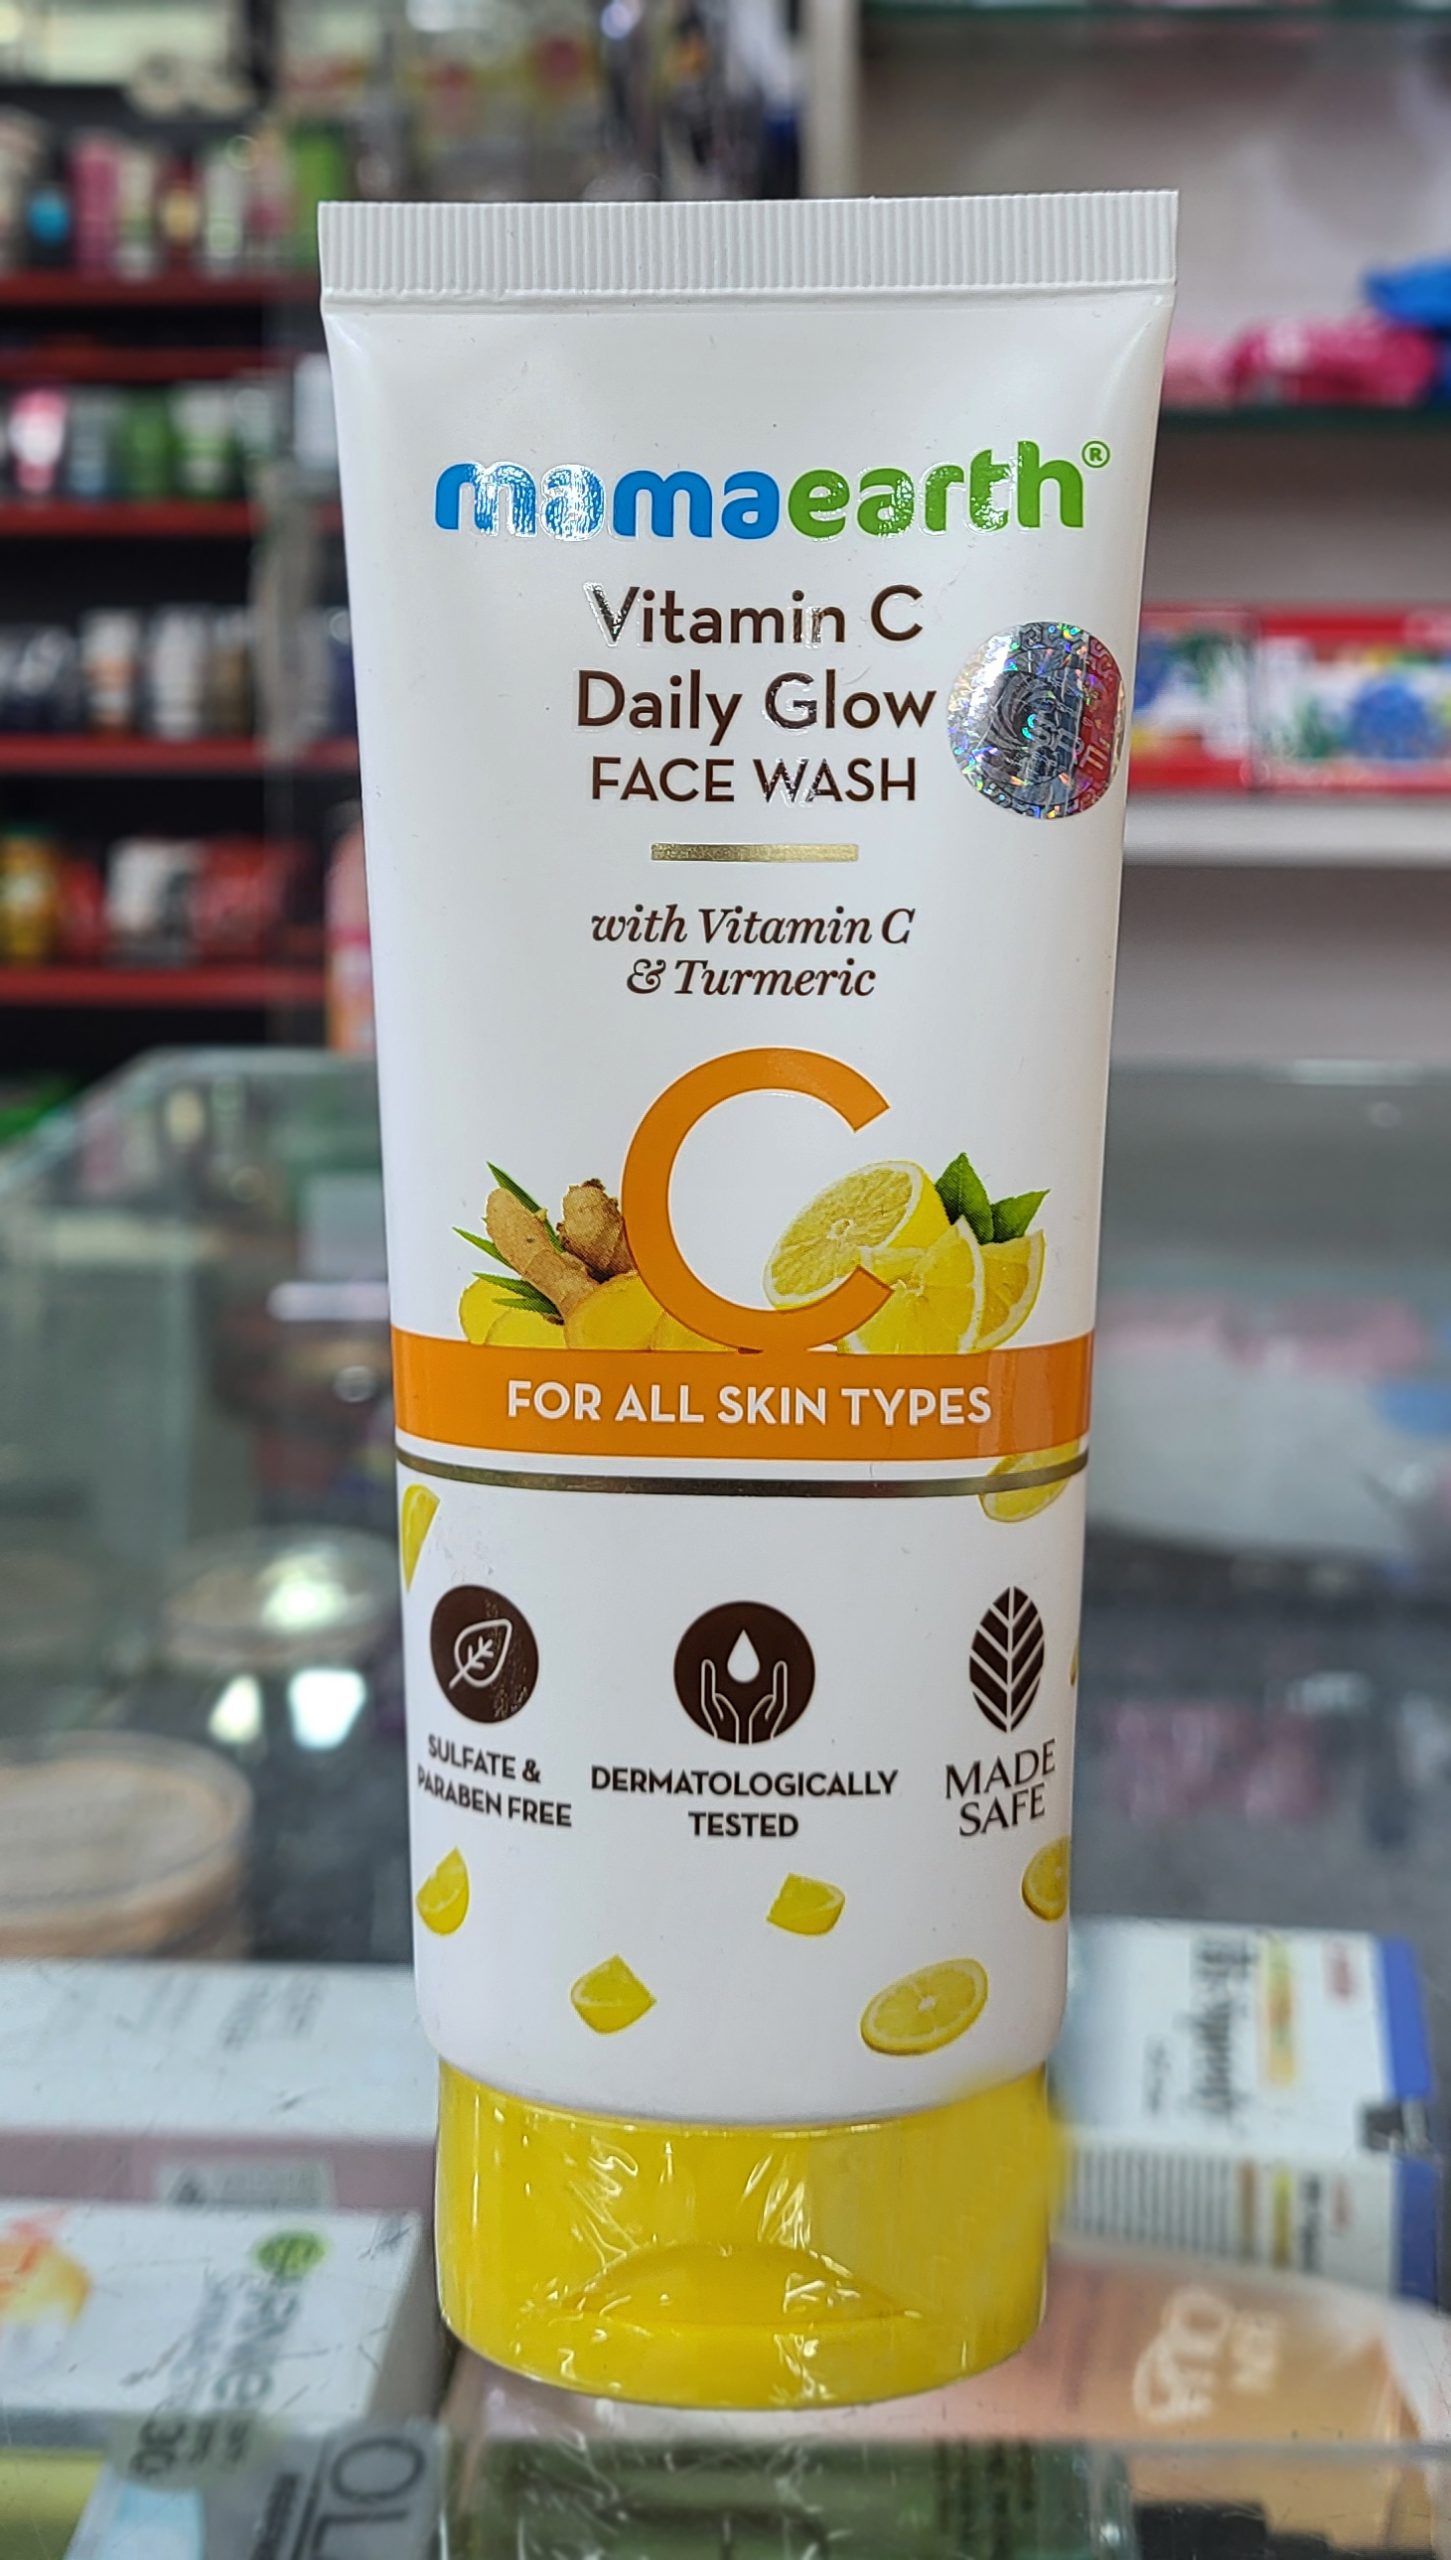 mamaearth®
Vitamin C
Daily Glow
FACE WASH
with Vitamin C
& Turmeric
C
FOR ALL SKIN TYPES
SULFATE &
PARABEN FREE
DERMATOLOGICALLY
TESTED
MADE
SAFE